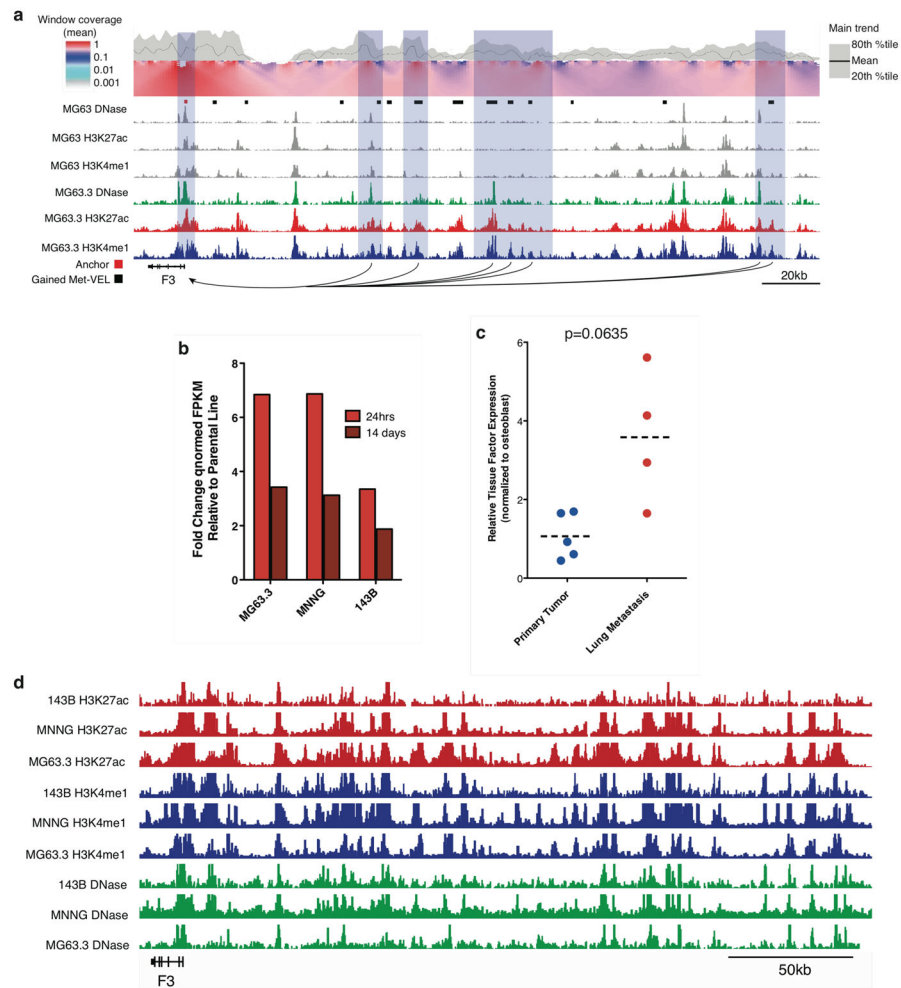 a
Window coverage
(mean)
1
0.1
0.01
0.001
Main trend
80th %tile
Mean
20th %tile
MG63 DNase
MG63 H3K27ac
MG63 H3K4me1
MG63.3 DNase
MG63.3 H3K27ac
MG63.3 H3K4me1
Anchor
Gained Met-VEL
F3
20kb
b
Fold Change qnormed FPKM
Relative to Parental Line
8
6
4
2
0
24hrs
14 days
MG63.3
MNNG
143B
c
p=0.0635
Relative Tissue Factor Expression
(normalized to osteoblast)
6
4
2
0
Primary Tumor
Lung Metastasis
d
143B H3K27ac
MNNG H3K27ac
MG63.3 H3K27ac
143B H3K4me1
MNNG H3K4me1
MG63.3 H3K4me1
143B DNase
MNNG DNase
MG63.3 DNase
F3
50kb